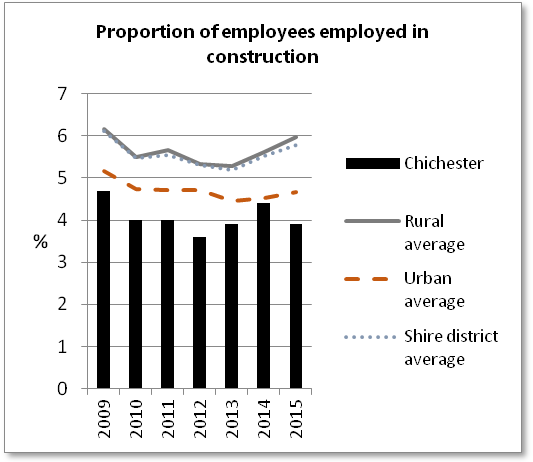 Proportion of employees employed in
construction
7
6
5
4
3
2
1
0
%
2009
2010
2011
2012
2013
2014
2015
Chichester
Rural
average
Urban
average
Shire district
average